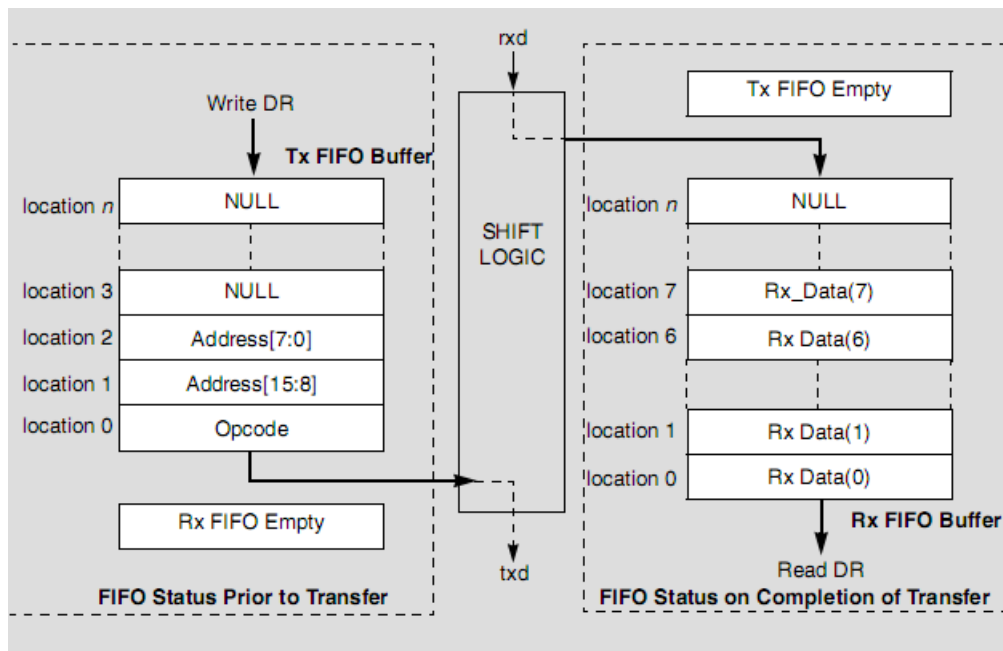 Write DR
Tx FIFO Buffer
location n
NULL
location 3
NULL
location 2
Address[7:0]
location 1
Address[15:8]
location 0
Opcode
Rx FIFO Empty
FIFO Status Prior to Transfer
rxd
SHIFT
LOGIC
txd
Tx FIFO Empty
location n
NULL
location 7
Rx_Data(7)
location 6
Rx Data(6)
location 1
Rx Data(1)
location 0
Rx Data(0)
Rx FIFO Buffer
Read DR
FIFO Status on Completion of Transfer